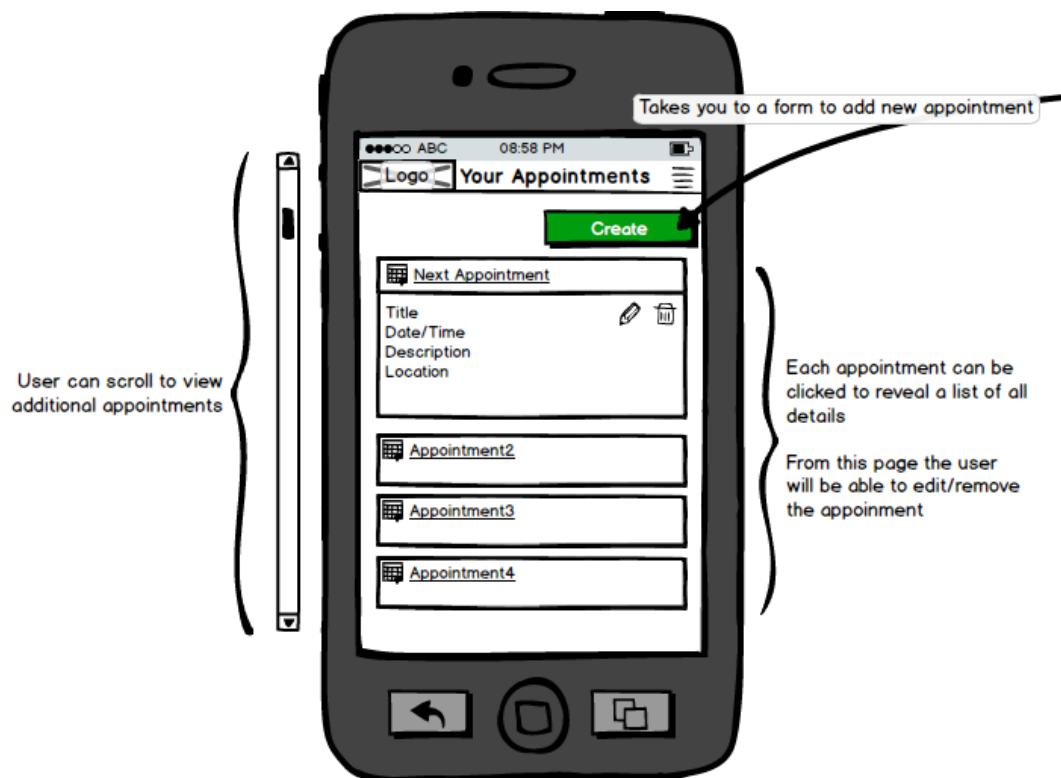 Takes you to a form to add new appointment
ABC 08:58 PM
Logo Your Appointments
Create
Next Appointment
Title
Date/Time
Description
Location
Appointment2
Appointment3
Appointment4
User can scroll to view
additional appointments
Each appointment can be
clicked to reveal a list of all
details
From this page the user
will be able to edit/remove
the appoinment